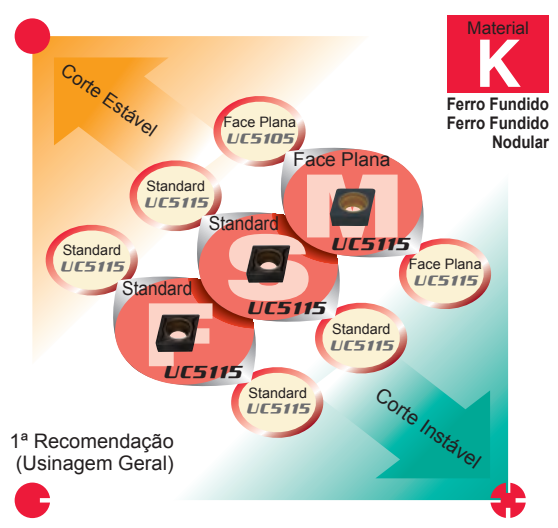 Material
K
Ferro Fundido
Ferro Fundido
Nodular
Corte Estável
Face Plana
UC5105
Face Plana
M
UC5115
Standard
UC5115
Standard
S
UC5115
Standard
UC5115
Face Plana
UC5115
Standard
F
UC5115
Standard
UC5115
Standard
UC5115
Corte Instável
1ª Recomendação
(Usinagem Geral)